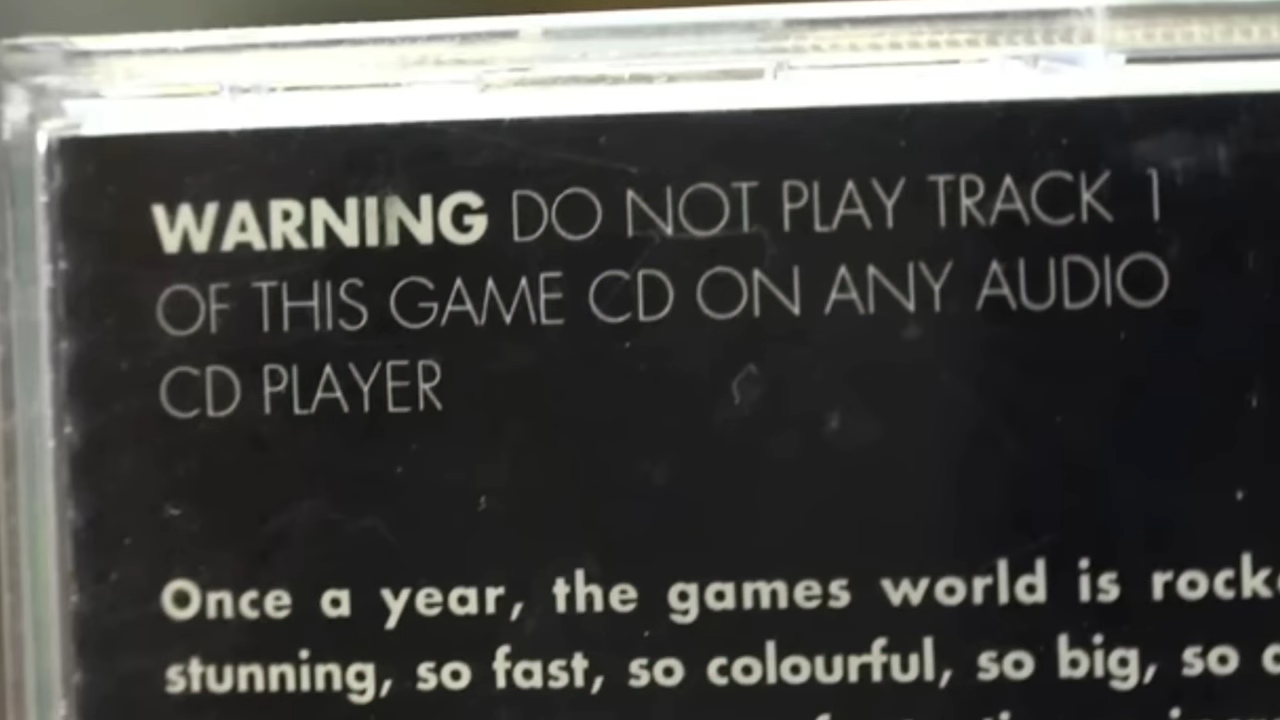 WARNING DO NOT PLAY TRACK 1
OF THIS GAME CD ON ANY AUDIO
CD PLAYER
Once a year, the games world is
stunning, so fast, so colourful, so big, so